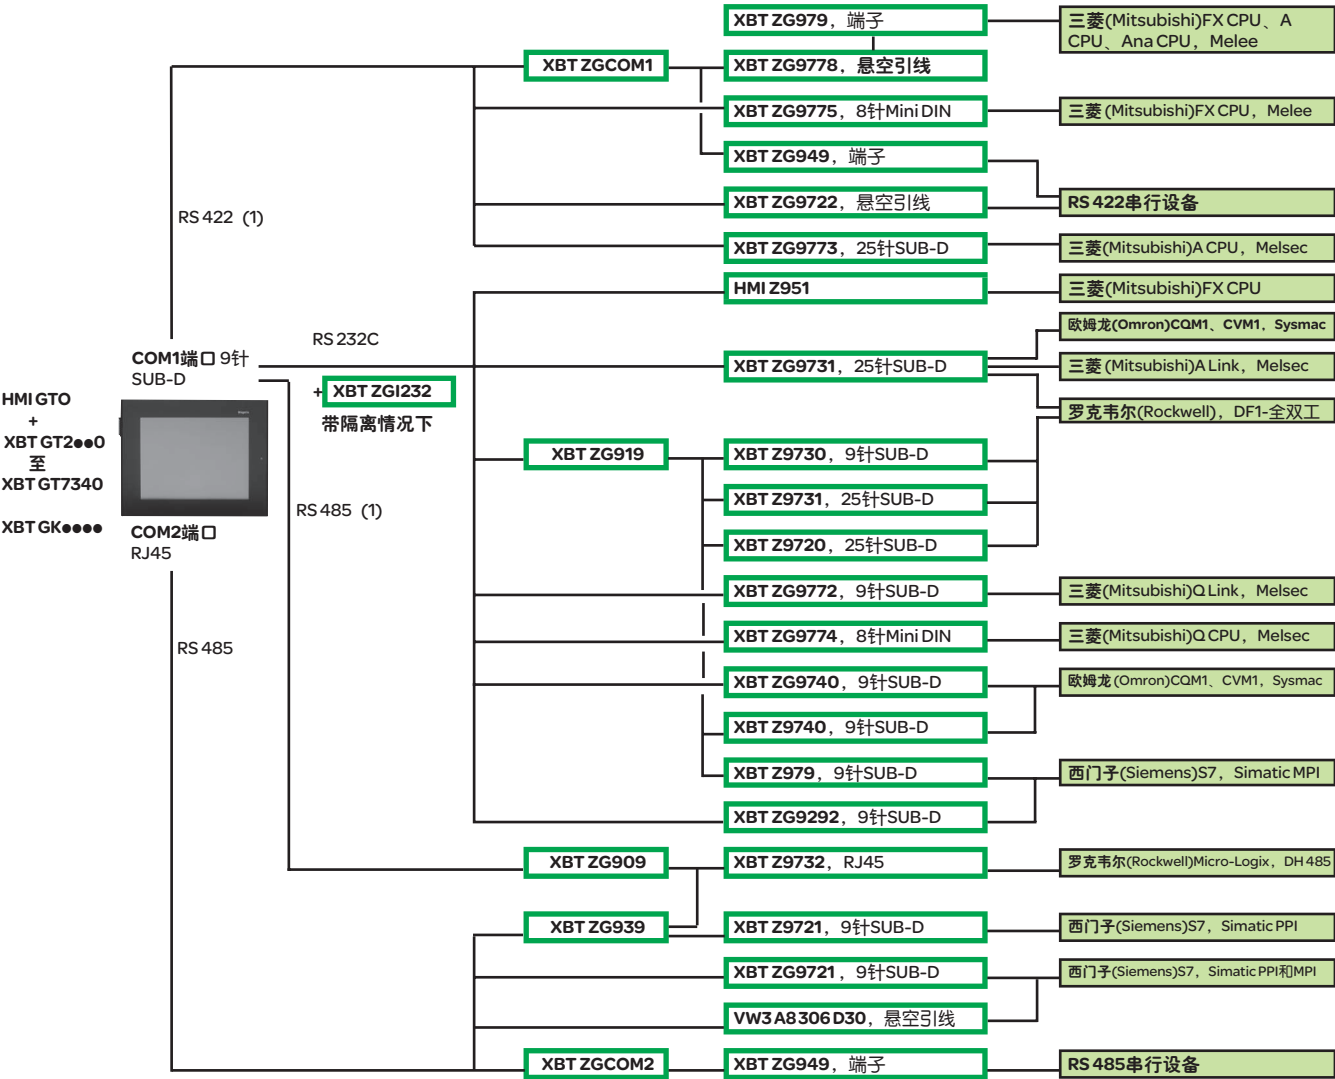 XBT ZG979，端子
三菱(Mitsubishi)FX CPU、A
CPU、Ana CPU，Melee
XBT ZGCOM1
XBT ZG9778，悬空引线
XBT ZG9775，8针Mini DIN
三菱(Mitsubishi)FX CPU，Melee
XBT ZG949，端子
RS 422 (1)
XBT ZG9722，悬空引线
RS 422串行设备
XBT ZG9773，25针SUB-D
三菱(Mitsubishi)A CPU，Melsec
HMI Z951
三菱(Mitsubishi)FX CPU
欧姆龙(Omron)CQM1、CVM1，Sysmac
RS 232C
COM1端口 9针
SUB-D
XBT ZG9731，25针SUB-D
三菱(Mitsubishi)A Link，Melsec
+ XBT ZGI232
带隔离情况下
罗克韦尔(Rockwell)，DF1-全双工
HMI GTO
+
XBT GT2●●0
至
XBT GT7340
XBT GK●●●●
XBT ZG919
XBT Z9730，9针SUB-D
XBT Z9731，25针SUB-D
RS 485 (1)
COM2端口
RJ45
XBT Z9720，25针SUB-D
XBT ZG9772，9针SUB-D
三菱(Mitsubishi)Q Link，Melsec
XBT ZG9774，8针Mini DIN
三菱(Mitsubishi)Q CPU，Melsec
RS 485
XBT ZG9740，9针SUB-D
欧姆龙(Omron)CQM1、CVM1，Sysmac
XBT Z9740，9针SUB-D
XBT Z979，9针SUB-D
西门子(Siemens)S7，Simatic MPI
XBT ZG9292，9针SUB-D
XBT ZG909
XBT Z9732，RJ45
罗克韦尔(Rockwell)Micro-Logix，DH 485
XBT ZG939
XBT Z9721，9针SUB-D
西门子(Siemens)S7，Simatic PPI
XBT ZG9721，9针SUB-D
西门子(Siemens)S7，Simatic PPI和MPI
VW3 A8 306 D30，悬空引线
XBT ZGCOM2
XBT ZG949，端子
RS 485串行设备